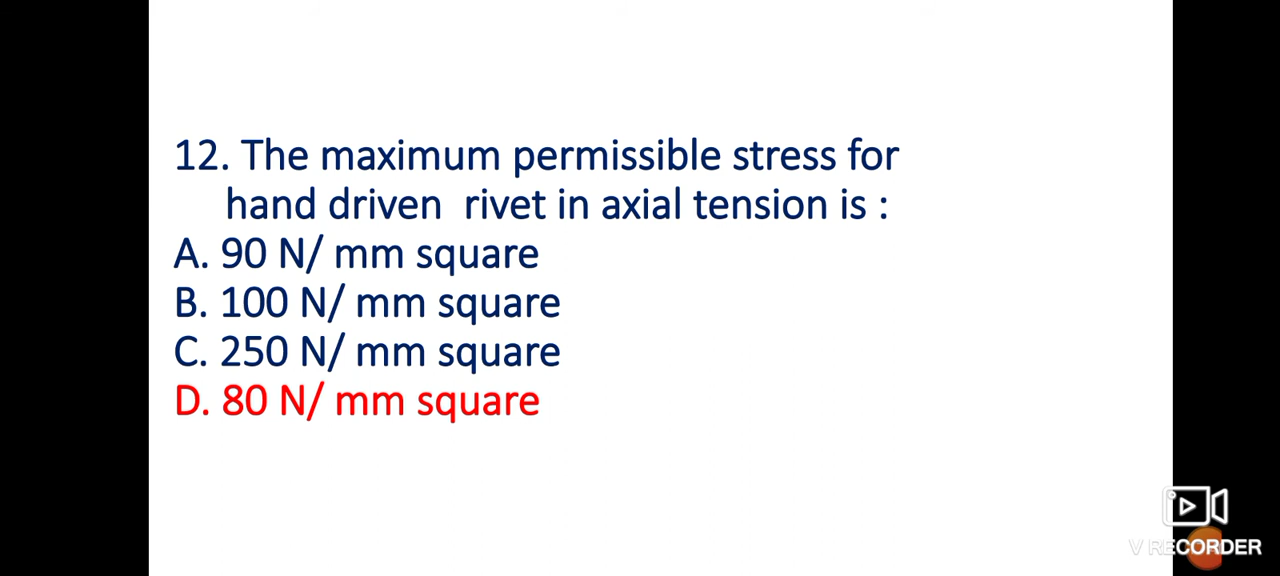 12. The maximum permissible stress for
hand driven rivet in axial tension is :
A. 90 N/ mm square
B. 100 N/ mm square
C. 250 N/ mm square
D. 80 N/ mm square
V RECORDER